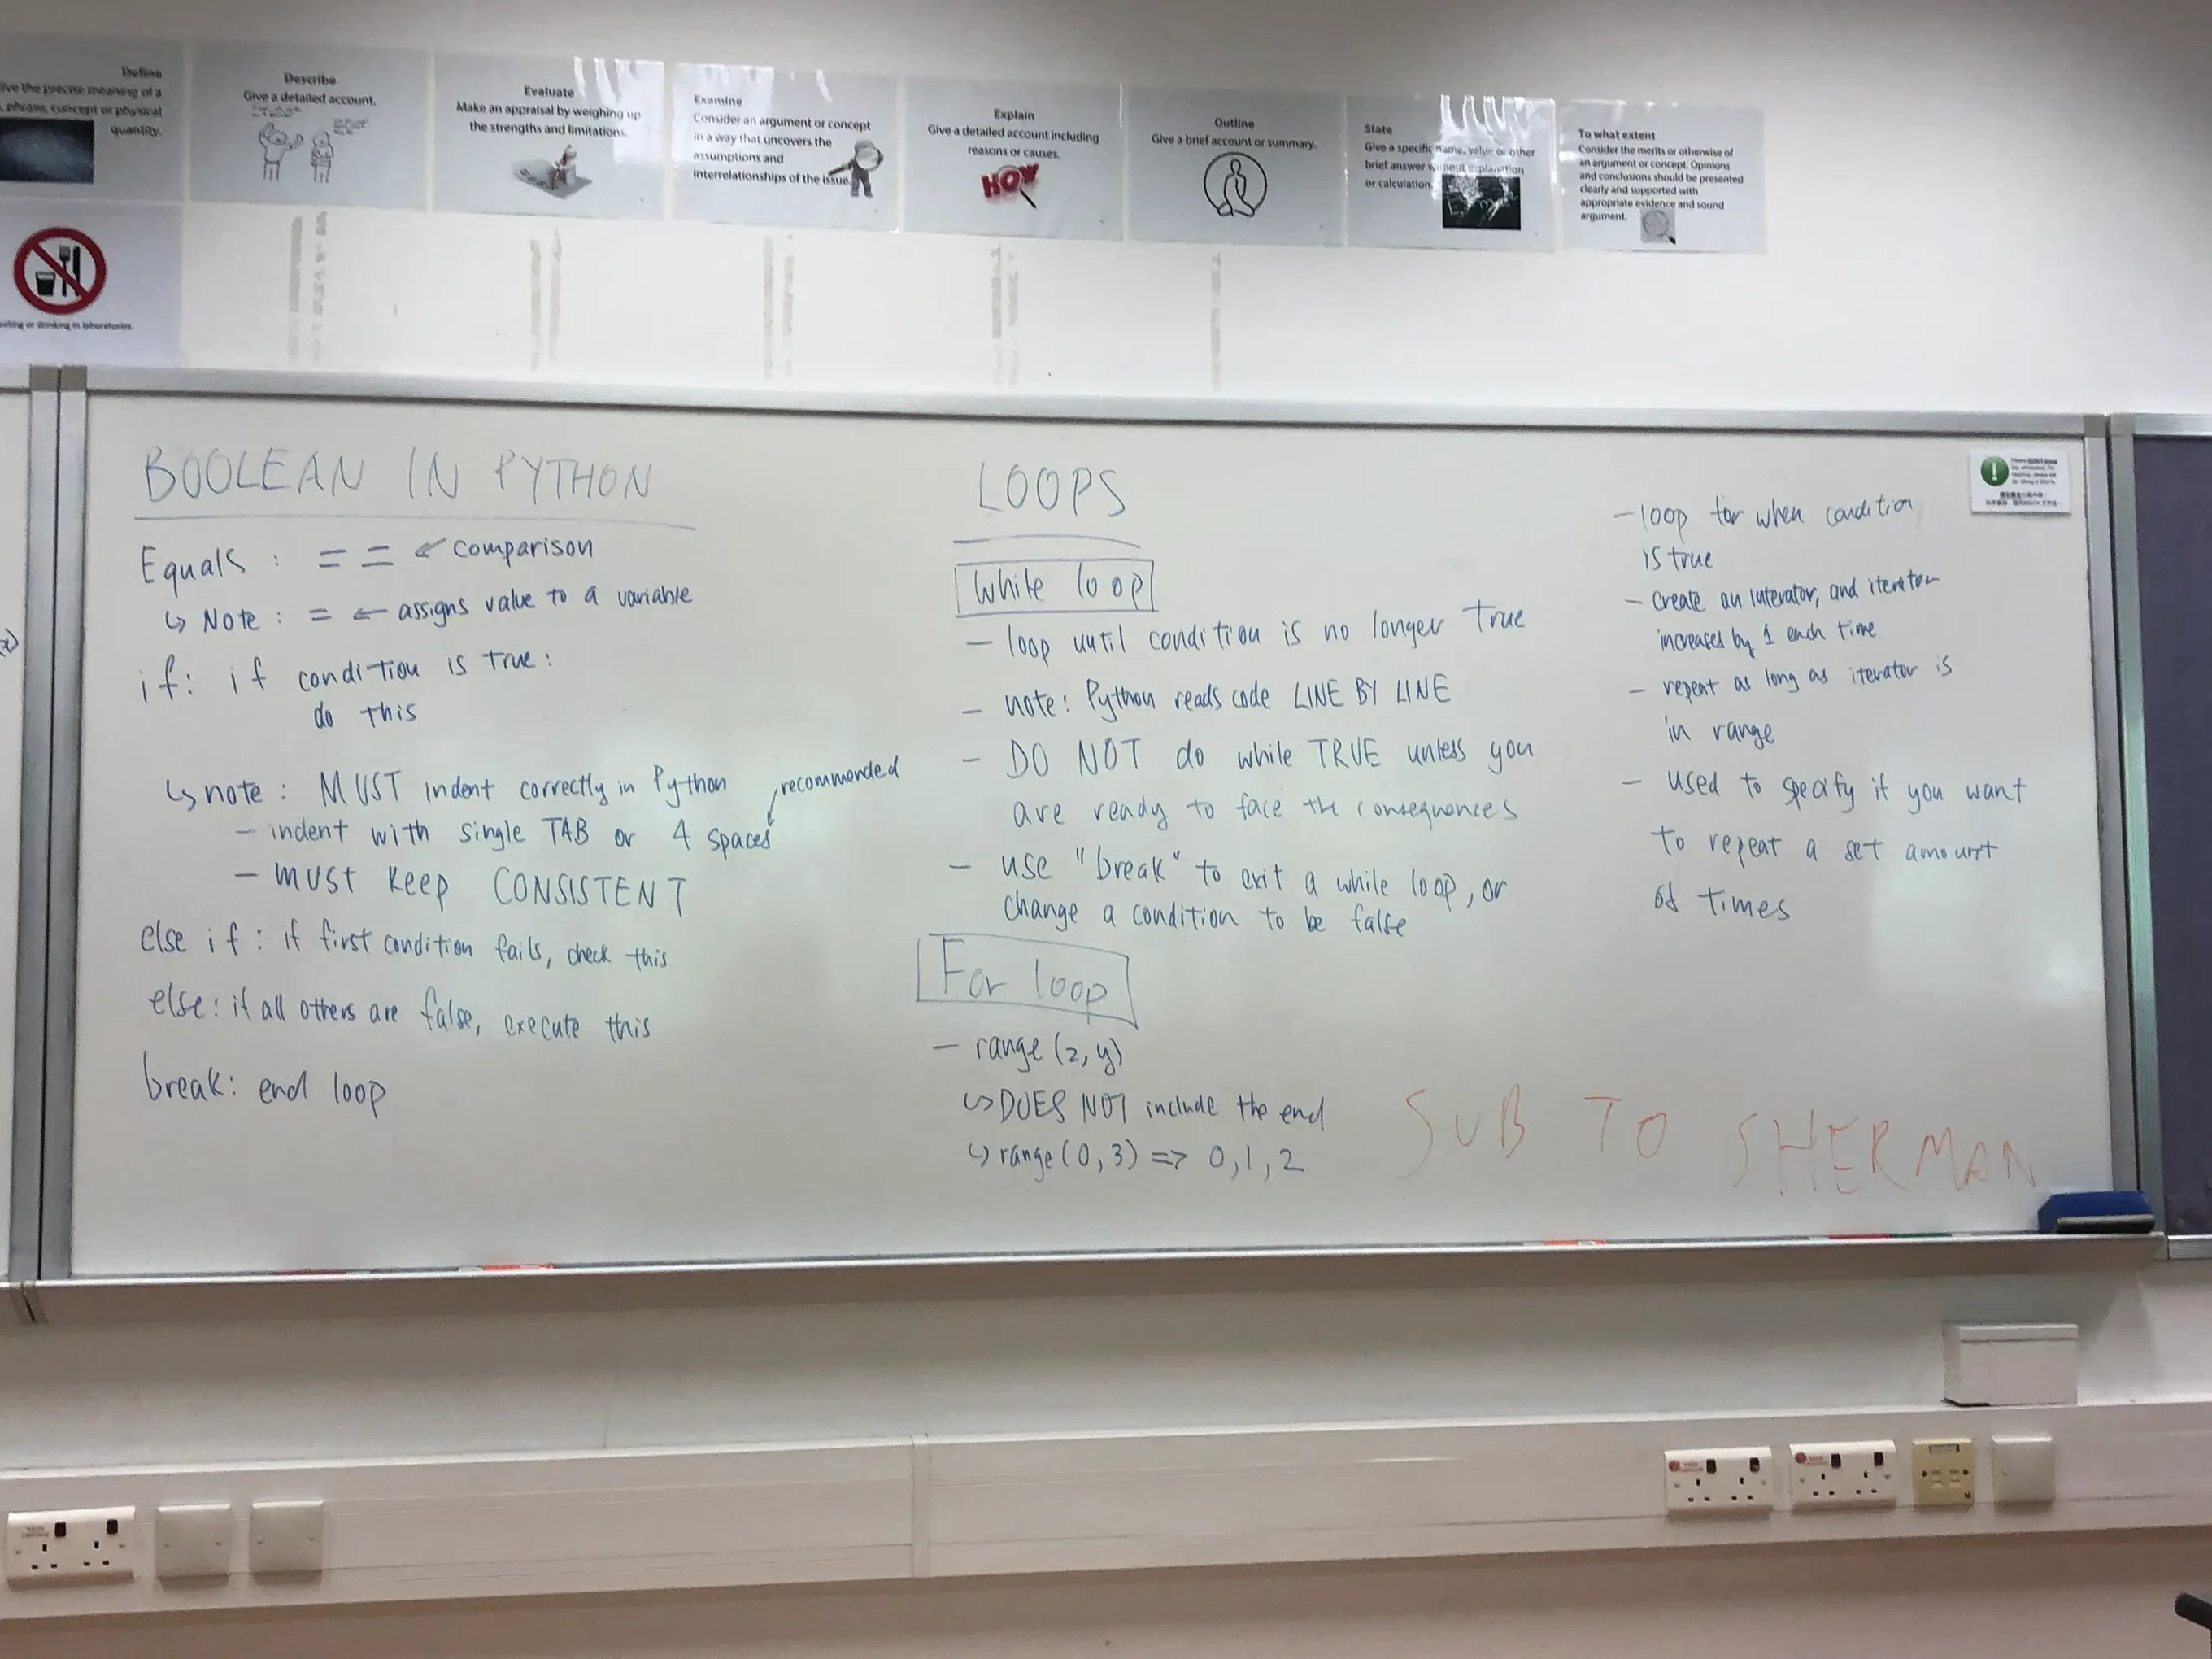 Define
ive the precise meaning of a
phrase, concept or physical
quantity.
Describe
Give a detailed account.
Evaluate
Make an appraisal by weighing up
the strengths and limitations.
Examine
Consider an argument or concept
in a way that uncovers the
assumptions and
interrelationships of the issue.
Explain
Give a detailed account including
reasons or causes.
HOW
Outline
Give a brief account or summary.
State
Give a specific name, value or other
brief answer without explanation
or calculation.
To what extent
Consider the merits or otherwise of
an argument or concept. Opinions
and conclusions should be presented
clearly and supported with
appropriate evidence and sound
argument.
eating or drinking in laboratories.
BOOLEAN IN PYTHON
Equals : == ← comparison
↳ Note : = ← assigns value to a variable
if: if condition is true:
do this
↳ note : MUST indent correctly in Python
recommended
- indent with single TAB or 4 spaces
- MUST keep CONSISTENT
else if : if first condition fails, check this
else: if all others are false, execute this
break: end loop
LOOPS
While loop
- loop until condition is no longer true
- note: Python reads code LINE BY LINE
- DO NOT do while TRUE unless you
are ready to face the consequences
- use "break" to exit a while loop, or
change a condition to be false
For loop
- range (z, y)
↳ DOES NOT include the end
↳ range (0, 3) => 0, 1, 2
- loop for when condition
is true
- create an interator, and iterator
increases by 1 each time
- repeat as long as iterator is
in range
- used to specify if you want
to repeat a set amount
of times
SUB TO SHERMAN